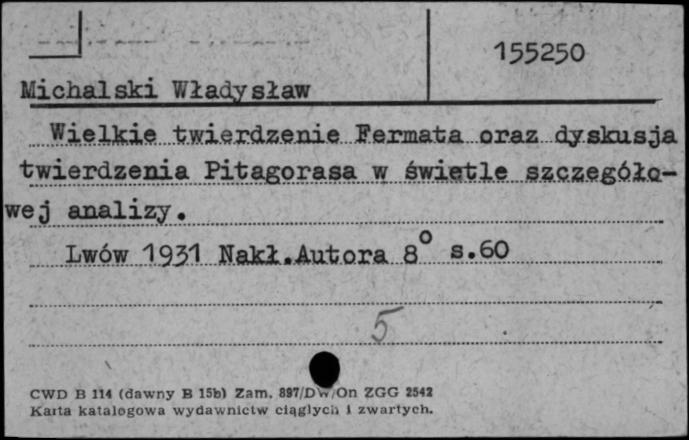 155250
Michalski Władysław
Wielkie twierdzenie Fermata oraz dyskusja
twierdzenia Pitagorasa w świetle szczegóło-
wej analizy.
Lwów 1931 Nakł.Autora 8° s.60
5
CWD B 114 (dawny B 15b) Zam. 897/DW/On ZGG 2542
Karta katalogowa wydawnictw ciągłych i zwartych.